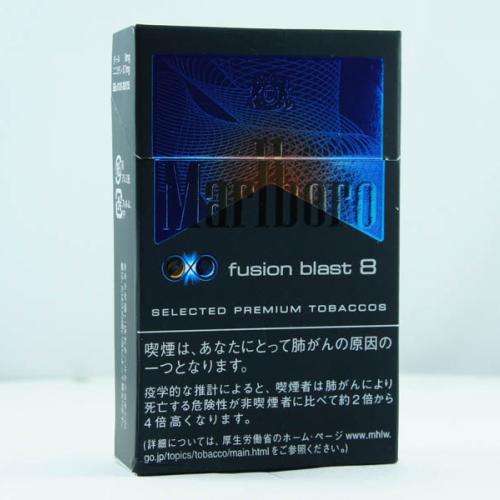 Marlboro
fusion blast 8
SELECTED PREMIUM TOBACCOS
喫煙は、あなたにとって肺がんの原因の
一つとなります。
疫学的な推計によると、喫煙者は肺がんにより
死亡する危険性が非喫煙者に比べて約2倍から
4倍高くなります。
(詳細については、厚生労働省のホーム・ページ www.mhlw.
go.jp/topics/tobacco/main.htmlをご参照ください。)